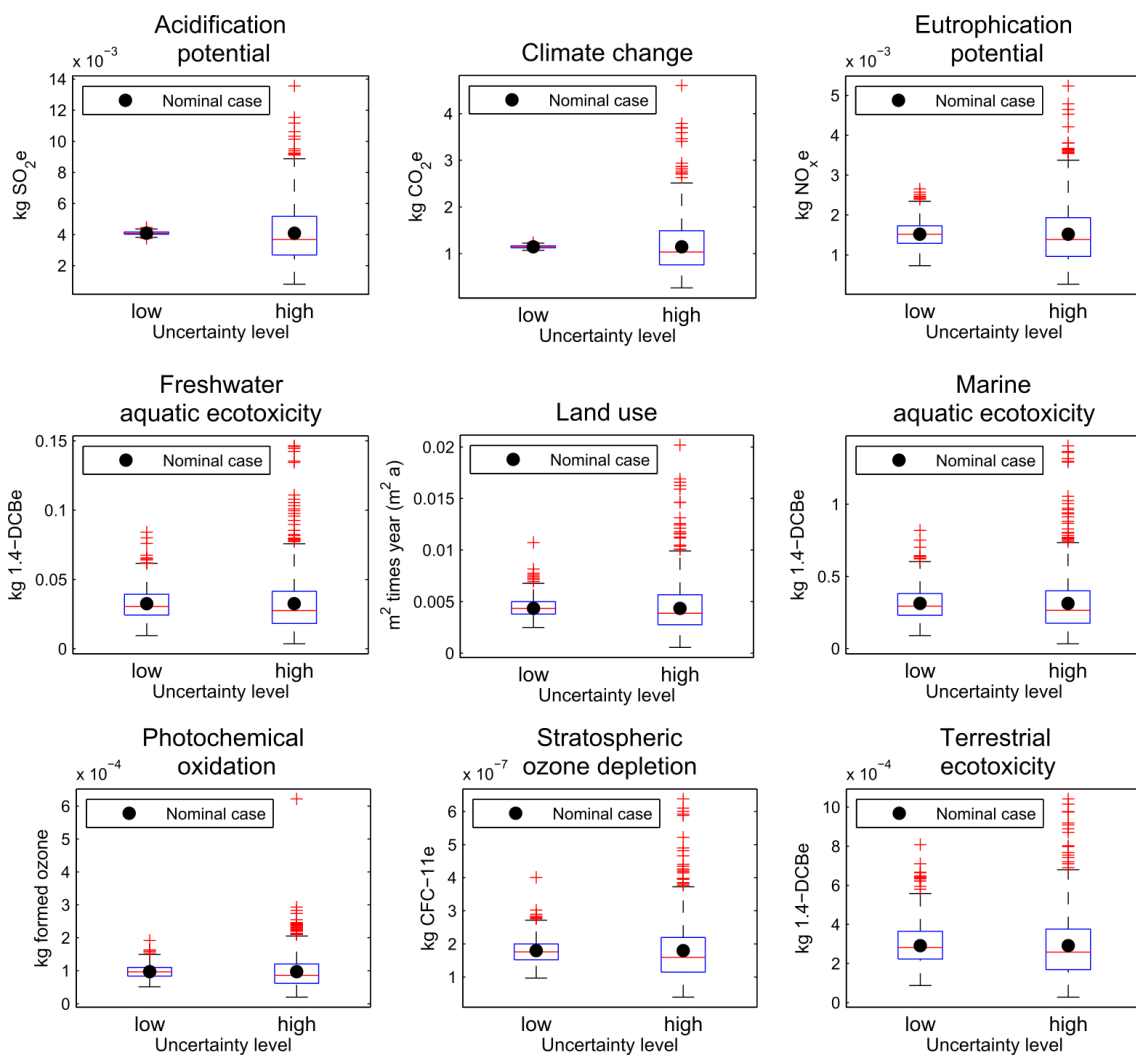 Acidification
potential
x 10⁻³
14
12
10
8
6
4
2
kg SO₂e
Nominal case
low
high
Uncertainty level
Climate change
4
3
2
1
kg CO₂e
Nominal case
low
high
Uncertainty level
Eutrophication
potential
x 10⁻³
5
4
3
2
1
kg NOₓe
Nominal case
low
high
Uncertainty level
Freshwater
aquatic ecotoxicity
0.15
0.1
0.05
0
kg 1.4−DCBe
Nominal case
low
high
Uncertainty level
Land use
0.02
0.015
0.01
0.005
0
m² times year (m² a)
Nominal case
low
high
Uncertainty level
Marine
aquatic ecotoxicity
1
0.5
0
kg 1.4−DCBe
Nominal case
low
high
Uncertainty level
Photochemical
oxidation
x 10⁻⁴
6
5
4
3
2
1
0
kg formed ozone
Nominal case
low
high
Uncertainty level
Stratospheric
ozone depletion
x 10⁻⁷
6
5
4
3
2
1
kg CFC−11e
Nominal case
low
high
Uncertainty level
Terrestrial
ecotoxicity
x 10⁻⁴
10
8
6
4
2
0
kg 1.4−DCBe
Nominal case
low
high
Uncertainty level